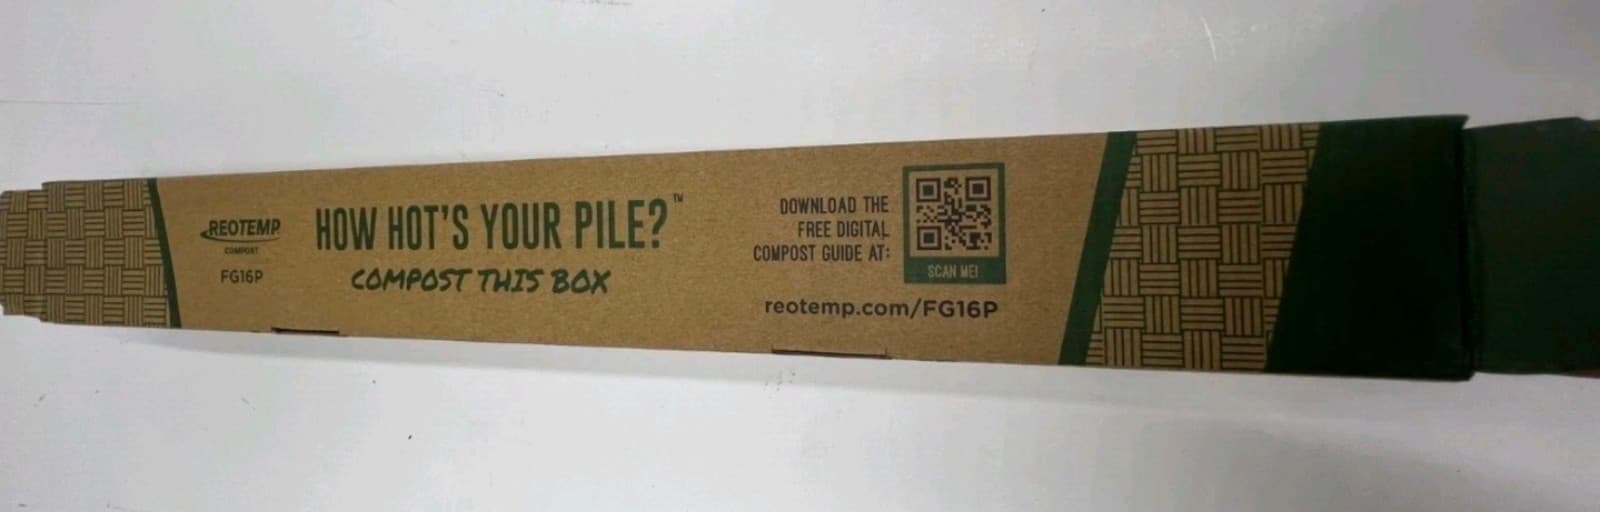 REOTEMP
COMPOST
FG16P
HOW HOT'S YOUR PILE?™
COMPOST THIS BOX
DOWNLOAD THE
FREE DIGITAL
COMPOST GUIDE AT:
SCAN ME!
reotemp.com/FG16P